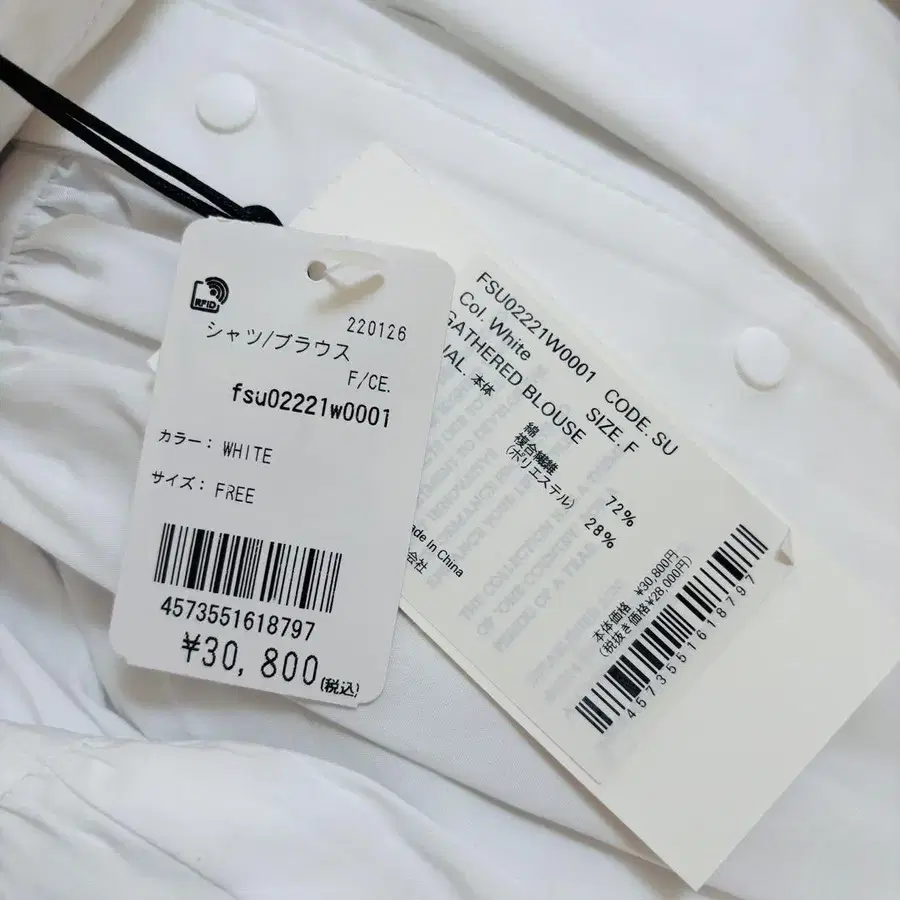 RFID
220126
シャツ/ブラウス
F/CE.
fsu02221w0001
カラー: WHITE
サイズ: FREE
4573551618797
¥30,800(税込)
FSU02221W0001 CODE. SU
Col. White SIZE. F
GATHERED BLOUSE
本体
綿 72%
複合繊維 28%
(ポリエステル)
in China
会社
本体価格 ¥30,800円
(税抜き価格¥28,000円)
4573551618797